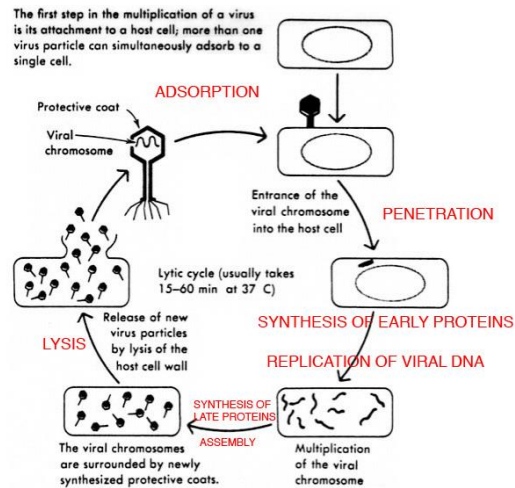 The first step in the multiplication of a virus
is its attachment to a host cell; more than one
virus particle can simultaneously adsorb to a
single cell.
ADSORPTION
Protective coat
Viral
chromosome
Entrance of the
viral chromosome
into the host cell
PENETRATION
Lytic cycle (usually takes
15–60 min at 37 C)
SYNTHESIS OF EARLY PROTEINS
REPLICATION OF VIRAL DNA
Release of new
virus particles
by lysis of the
host cell wall
LYSIS
SYNTHESIS OF
LATE PROTEINS
ASSEMBLY
The viral chromosomes
are surrounded by newly
synthesized protective coats.
Multiplication
of the viral
chromosome